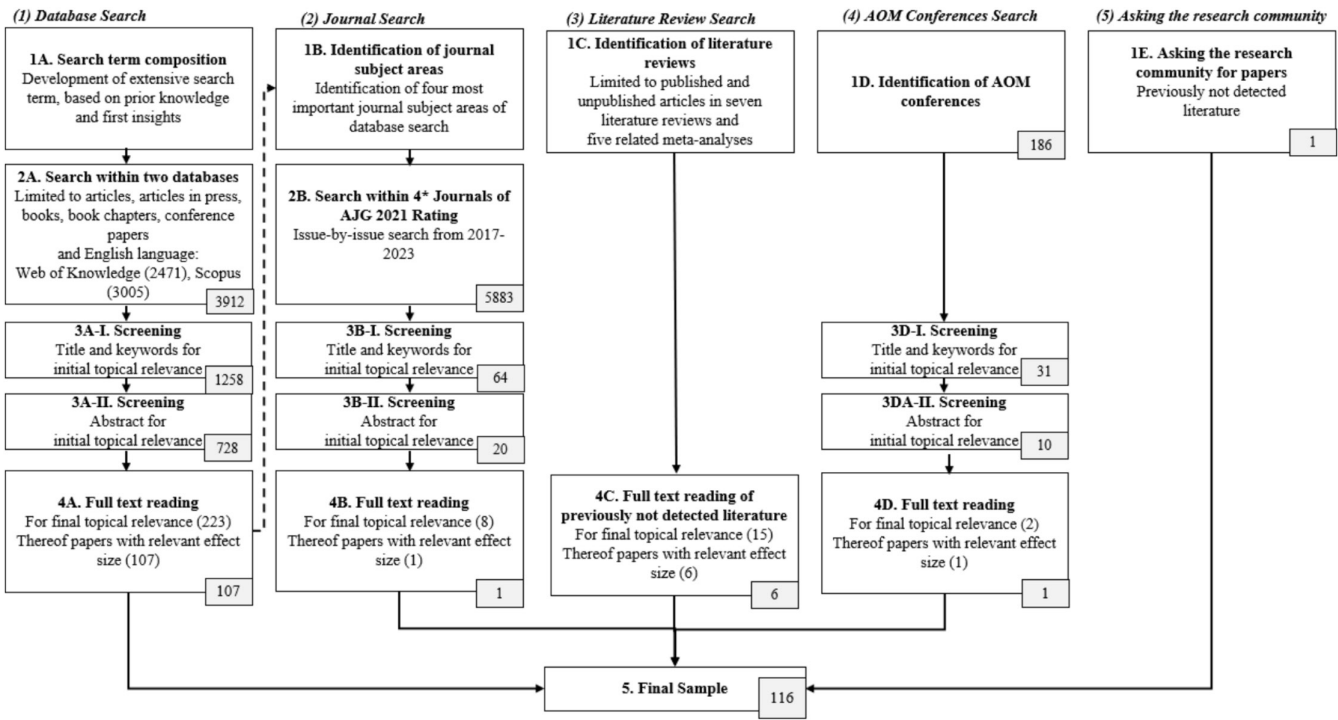 (1) Database Search
1A. Search term composition
Development of extensive search
term, based on prior knowledge
and first insights
2A. Search within two databases
Limited to articles, articles in press,
books, book chapters, conference
papers
and English language:
Web of Knowledge (2471), Scopus
(3005)
3912
3A-I. Screening
Title and keywords for
initial topical relevance
1258
3A-II. Screening
Abstract for
initial topical relevance
728
4A. Full text reading
For final topical relevance (223)
Thereof papers with relevant effect
size (107)
107
(2) Journal Search
1B. Identification of journal
subject areas
Identification of four most
important journal subject areas of
database search
2B. Search within 4* Journals of
AJG 2021 Rating
Issue-by-issue search from 2017-
2023
5883
3B-I. Screening
Title and keywords for
initial topical relevance
64
3B-II. Screening
Abstract for
initial topical relevance
20
4B. Full text reading
For final topical relevance (8)
Thereof papers with relevant effect
size (1)
1
(3) Literature Review Search
1C. Identification of literature
reviews
Limited to published and
unpublished articles in seven
literature reviews and
five related meta-analyses
4C. Full text reading of
previously not detected literature
For final topical relevance (15)
Thereof papers with relevant effect
size (6)
6
(4) AOM Conferences Search
1D. Identification of AOM
conferences
186
3D-I. Screening
Title and keywords for
initial topical relevance
31
3DA-II. Screening
Abstract for
initial topical relevance
10
4D. Full text reading
For final topical relevance (2)
Thereof papers with relevant effect
size (1)
1
(5) Asking the research community
1E. Asking the research
community for papers
Previously not detected
literature
1
5. Final Sample
116